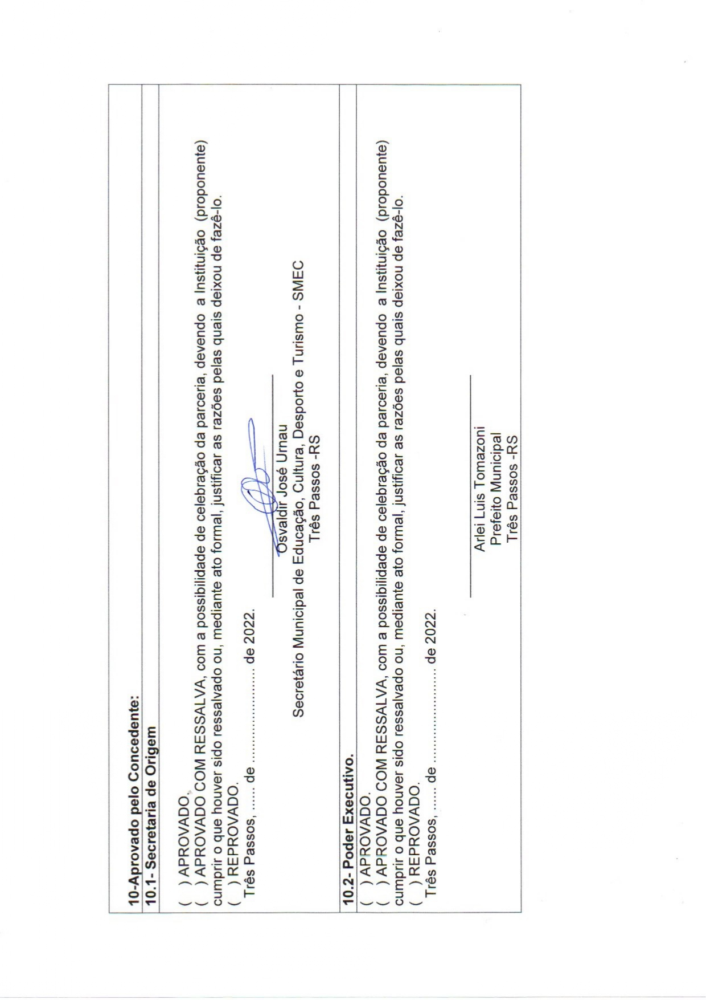 10-Aprovado pelo Concedente:
10.1- Secretaria de Origem
(    ) APROVADO.
(    ) APROVADO COM RESSALVA, com a possibilidade de celebração da parceria, devendo  a Instituição  (proponente)
cumprir o que houver sido ressalvado ou, mediante ato formal, justificar as razões pelas quais deixou de fazê-lo.
(    ) REPROVADO.
Três Passos, ...... de ........................ de 2022.
Osvaldir José Urnau
Secretário Municipal de Educação, Cultura, Desporto e Turismo - SMEC
Três Passos -RS
10.2- Poder Executivo.
(    ) APROVADO.
(    ) APROVADO COM RESSALVA, com a possibilidade de celebração da parceria, devendo  a Instituição  (proponente)
cumprir o que houver sido ressalvado ou, mediante ato formal, justificar as razões pelas quais deixou de fazê-lo.
(    ) REPROVADO.
Três Passos, ...... de ........................ de 2022.
Arlei Luis Tomazoni
Prefeito Municipal
Três Passos -RS